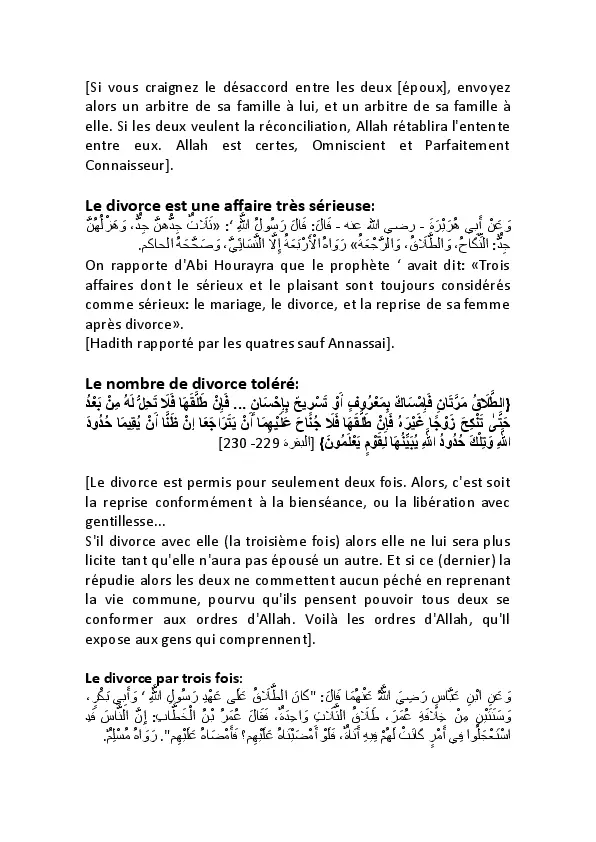 [Si vous craignez le désaccord entre les deux [époux], envoyez
alors un arbitre de sa famille à lui, et un arbitre de sa famille à
elle. Si les deux veulent la réconciliation, Allah rétablira l'entente
entre eux. Allah est certes, Omniscient et Parfaitement
Connaisseur].
Le divorce est une affaire très sérieuse:
وَعَنْ أَبِي هُرَيْرَةَ - رضي الله عنه - قَالَ: قَالَ رَسُولُ اللَّهِ ‘: «ثَلَاثٌ جِدُّهنَّ جِدٌّ، وَهَزْلُهُنَّ
جِدٌّ: النِّكَاحُ، وَالطَّلَاقُ، وَالرَّجْعَةُ» رَوَاهُ الْأَرْبَعَةُ إِلَّا النَّسَائِيَّ، وَصَحَّحَهُ الْحَاكِم.
On rapporte d'Abi Hourayra que le prophète ‘ avait dit: «Trois
affaires dont le sérieux et le plaisant sont toujours considérés
comme sérieux: le mariage, le divorce, et la reprise de sa femme
après divorce».
[Hadith rapporté par les quatres sauf Annassai].
Le nombre de divorce toléré:
{الطَّلَاقُ مَرَّتَانِ فَإِمْسَاكٌ بِمَعْرُوفٍ أَوْ تَسْرِيحٌ بِإِحْسَانٍ ... فَإِنْ طَلَّقَهَا فَلَا تَحِلُّ لَهُ مِنْ بَعْدُ
حَتَّىٰ تَنْكِحَ زَوْجًا غَيْرَهُ فَإِنْ طَلَّقَهَا فَلَا جُنَاحَ عَلَيْهِمَا أَنْ يَتَرَاجَعَا إِنْ ظَنَّا أَنْ يُقِيمَا حُدُودَ
اللَّهِ وَتِلْكَ حُدُودُ اللَّهِ يُبَيِّنُهَا لِقَوْمٍ يَعْلَمُونَ} [البقرة 229- 230]
[Le divorce est permis pour seulement deux fois. Alors, c'est soit
la reprise conformément à la bienséance, ou la libération avec
gentillesse...
S'il divorce avec elle (la troisième fois) alors elle ne lui sera plus
licite tant qu'elle n'aura pas épousé un autre. Et si ce (dernier) la
répudie alors les deux ne commettent aucun péché en reprenant
la vie commune, pourvu qu'ils pensent pouvoir tous deux se
conformer aux ordres d'Allah. Voilà les ordres d'Allah, qu'Il
expose aux gens qui comprennent].
Le divorce par trois fois:
وَعَنِ ابْنِ عَبَّاسٍ رَضِيَ اللَّهُ عَنْهُمَا قَالَ: "كَانَ الطَّلَاقُ عَلَى عَهْدِ رَسُولِ اللَّهِ ‘ وَأَبِي بَكْرٍ،
وَسَنَتَيْنِ مِنْ خِلَافَةِ عُمَرَ، طَلَاقُ الثَّلَاثِ وَاحِدَةٌ، فَقَالَ عُمَرُ بْنُ الْخَطَّابِ: إِنَّ النَّاسَ قَدِ
اسْتَعْجَلُوا فِي أَمْرٍ كَانَتْ لَهُمْ فِيهِ أَنَاةٌ، فَلَوْ أَمْضَيْنَاهُ عَلَيْهِمْ؟ فَأَمْضَاهُ عَلَيْهِمْ". رَوَاهُ مُسْلِمٌ.